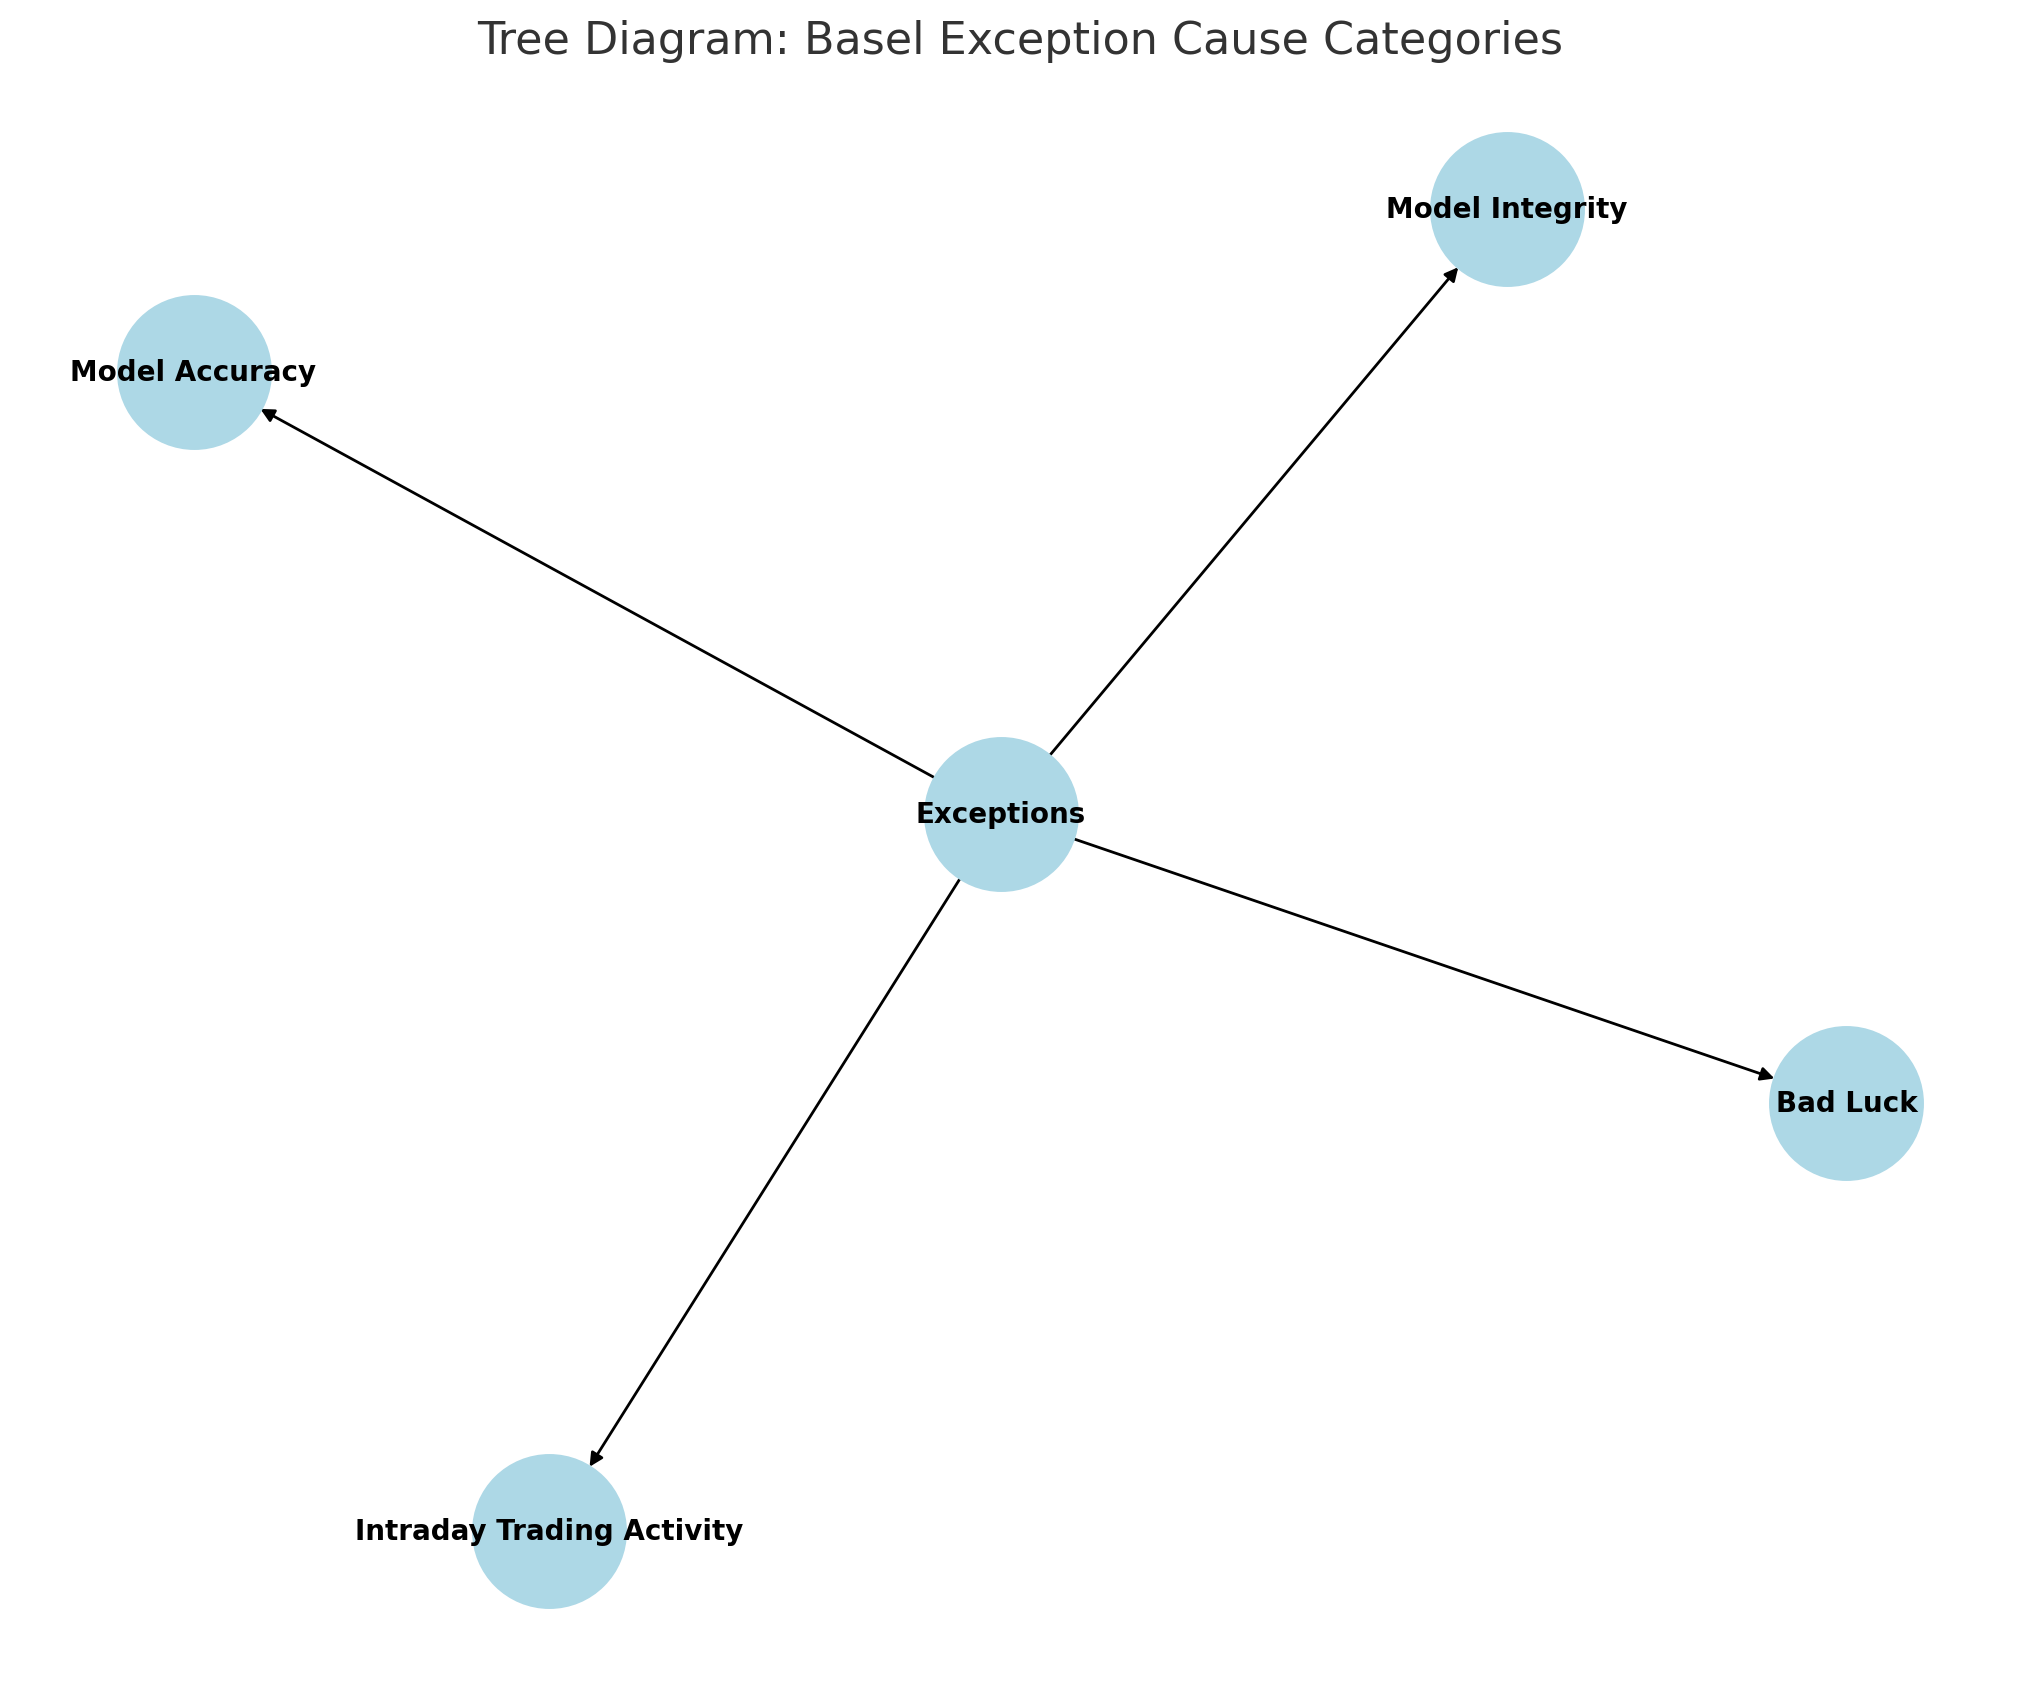 Tree Diagram: Basel Exception Cause Categories
Model Integrity
Model Accuracy
Exceptions
Bad Luck
Intraday Trading Activity